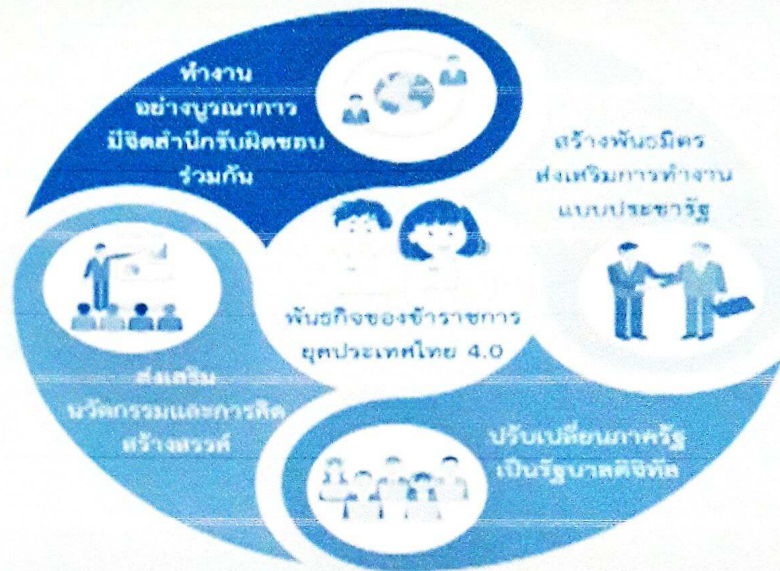 ทำงาน
อย่างบูรณาการ
มีจิตสำนึกรับผิดชอบ
ร่วมกัน
สร้างพันธมิตร
ส่งเสริมการทำงาน
แบบประชารัฐ
พันธกิจของข้าราชการ
ยุคประเทศไทย 4.0
ส่งเสริม
นวัตกรรมและการคิด
สร้างสรรค์
ปรับเปลี่ยนภาครัฐ
เป็นรัฐบาลดิจิทัล